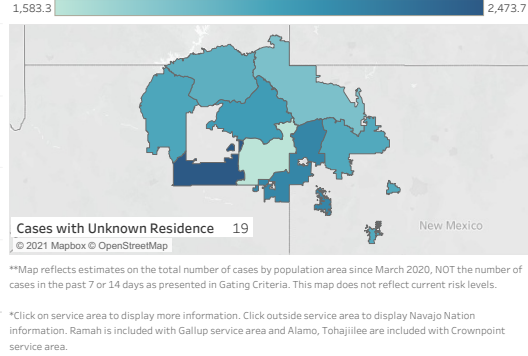 1,583.3 2,473.7
New Mexico
Cases with Unknown Residence 19
© 2021 Mapbox © OpenStreetMap
**Map reflects estimates on the total number of cases by population area since March 2020, NOT the number of
cases in the past 7 or 14 days as presented in Gating Criteria. This map does not reflect current risk levels.
*Click on service area to display more information. Click outside service area to display Navajo Nation
information. Ramah is included with Gallup service area and Alamo, Tohajiilee are included with Crownpoint
service area.